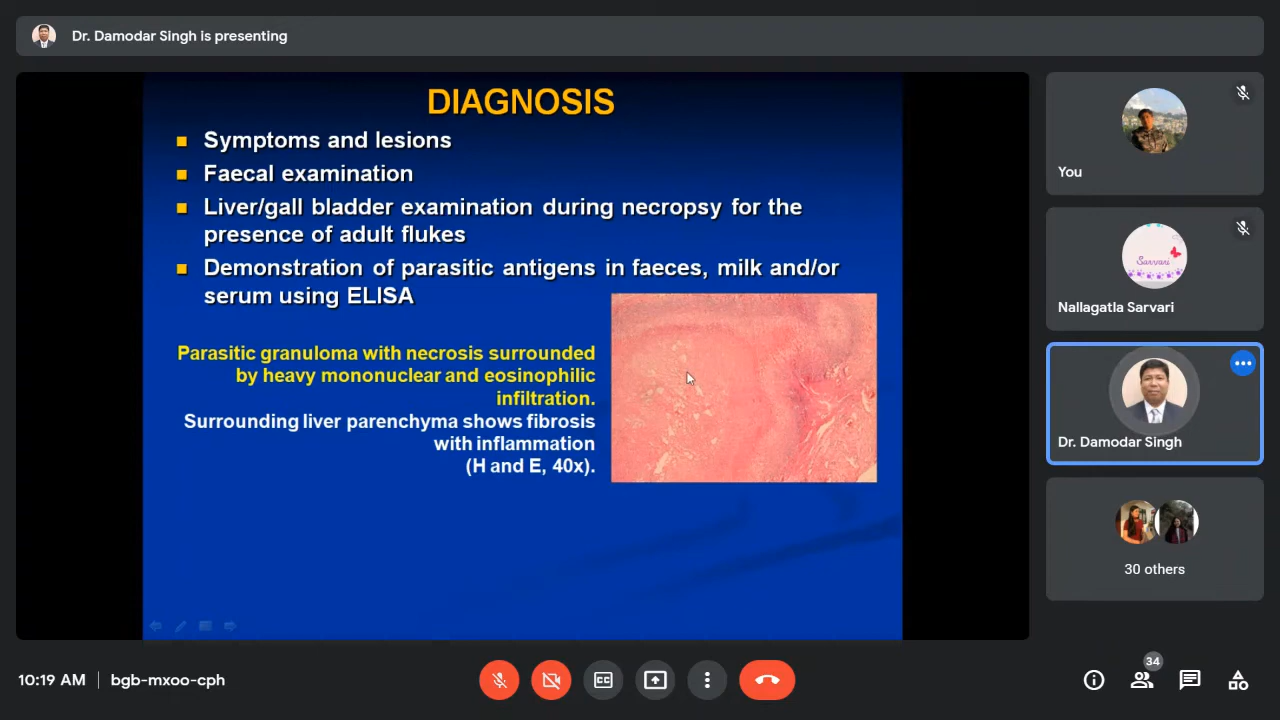 Dr. Damodar Singh is presenting
DIAGNOSIS
Symptoms and lesions
Faecal examination
Liver/gall bladder examination during necropsy for the
presence of adult flukes
Demonstration of parasitic antigens in faeces, milk and/or
serum using ELISA
Parasitic granuloma with necrosis surrounded
by heavy mononuclear and eosinophilic
infiltration.
Surrounding liver parenchyma shows fibrosis
with inflammation
(H and E, 40x).
You
Sarvari
Nallagatla Sarvari
Dr. Damodar Singh
30 others
10:19 AM | bgb-mxoo-cph
CC
34